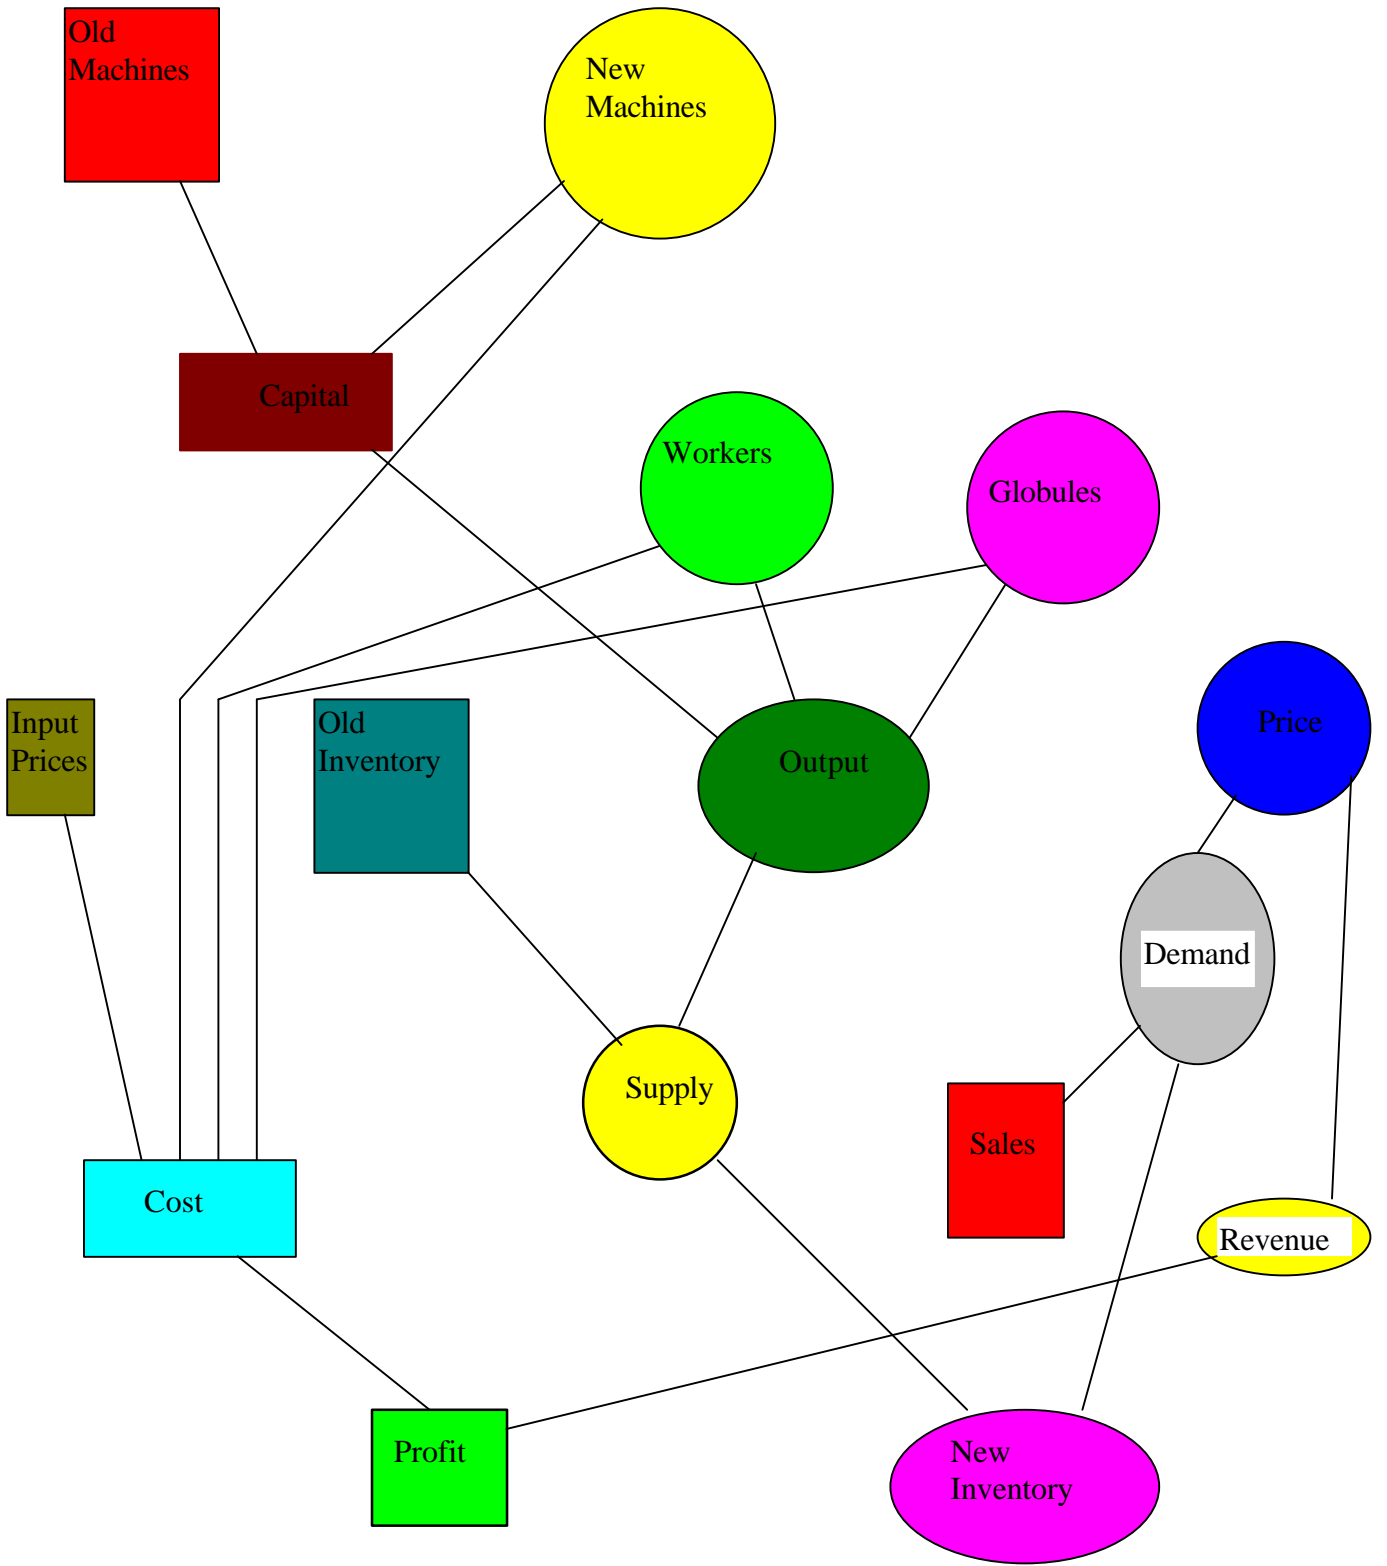 Old
Machines
New
Machines
Capital
Workers
Globules
Input
Prices
Old
Inventory
Output
Price
Demand
Supply
Sales
Cost
Revenue
Profit
New
Inventory